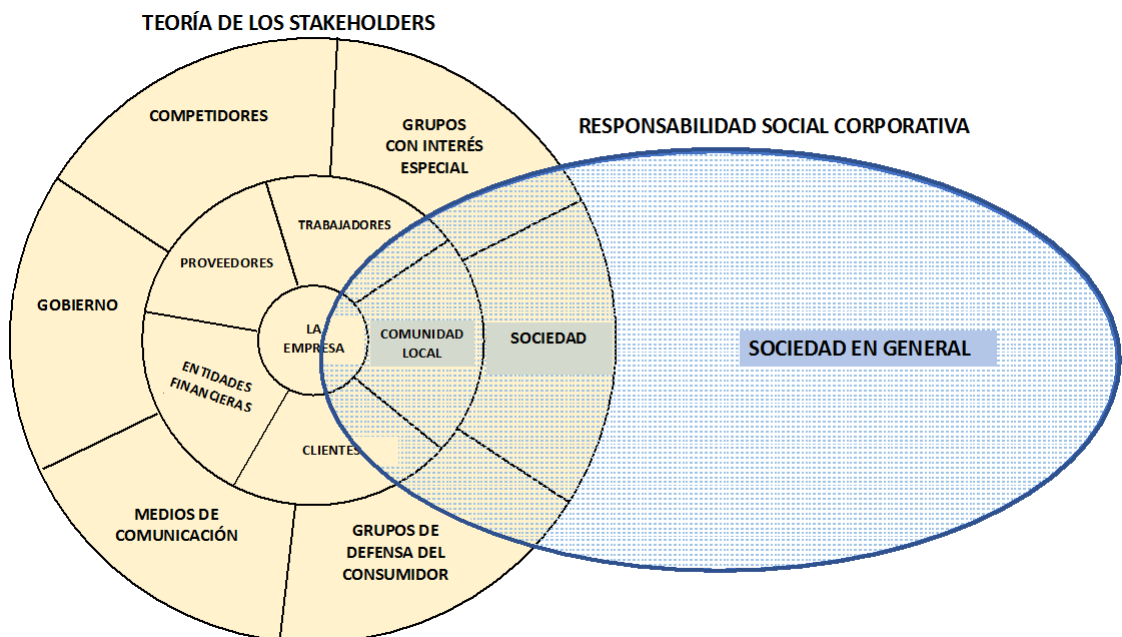 TEORÍA DE LOS STAKEHOLDERS
COMPETIDORES
GRUPOS
CON INTERÉS
ESPECIAL
RESPONSABILIDAD SOCIAL CORPORATIVA
TRABAJADORES
PROVEEDORES
GOBIERNO
LA
EMPRESA
COMUNIDAD
LOCAL
SOCIEDAD
SOCIEDAD EN GENERAL
ENTIDADES
FINANCIERAS
CLIENTES
MEDIOS DE
COMUNICACIÓN
GRUPOS DE
DEFENSA DEL
CONSUMIDOR